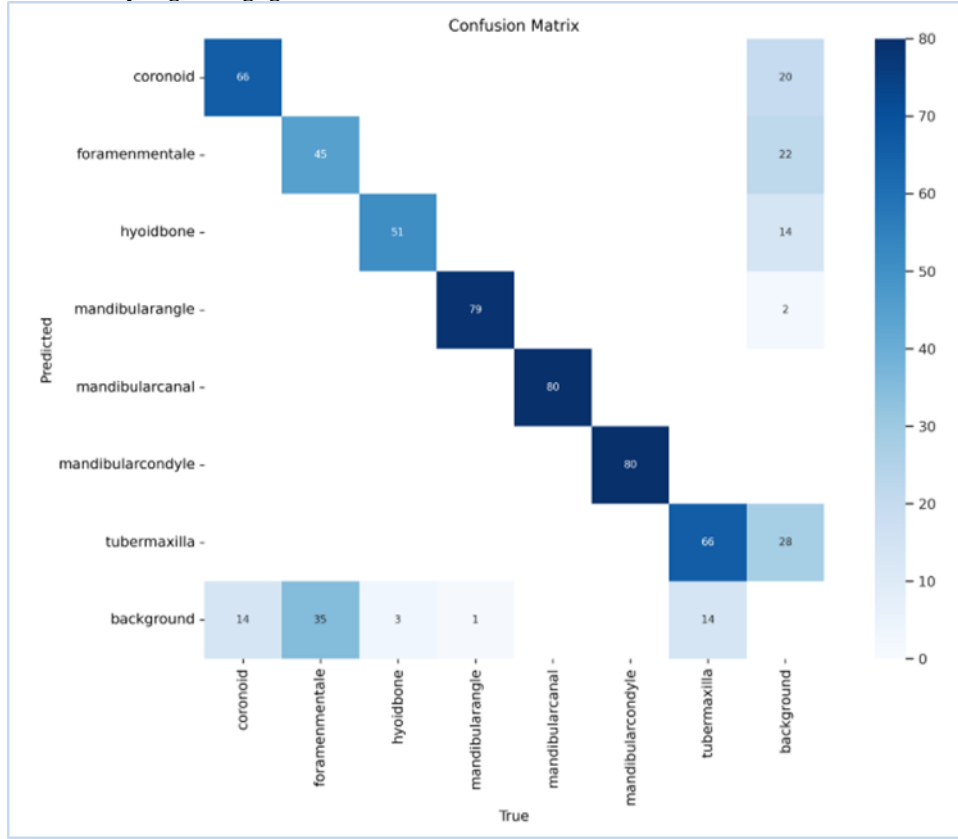 Confusion Matrix
coronoid
66
20
80
foramenmentale
45
22
70
hyoidbone
51
14
60
mandibularangle
79
2
50
Predicted
mandibularcanal
80
40
mandibularcondyle
80
30
tubermaxilla
66
28
20
background
14
35
3
1
14
10
0
coronoid
foramenmentale
hyoidbone
mandibularangle
mandibularcanal
mandibularcondyle
tubermaxilla
background
True